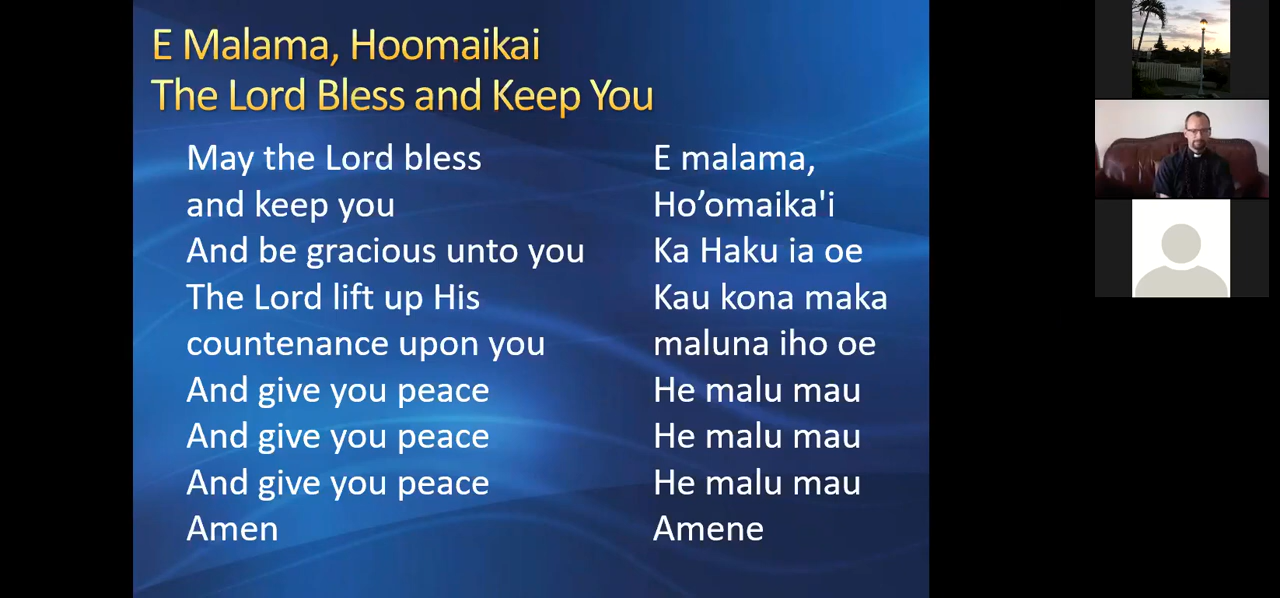 E Malama, Hoomaikai
The Lord Bless and Keep You
May the Lord bless
and keep you
And be gracious unto you
The Lord lift up His
countenance upon you
And give you peace
And give you peace
And give you peace
Amen
E malama,
Ho’omaika'i
Ka Haku ia oe
Kau kona maka
maluna iho oe
He malu mau
He malu mau
He malu mau
Amene